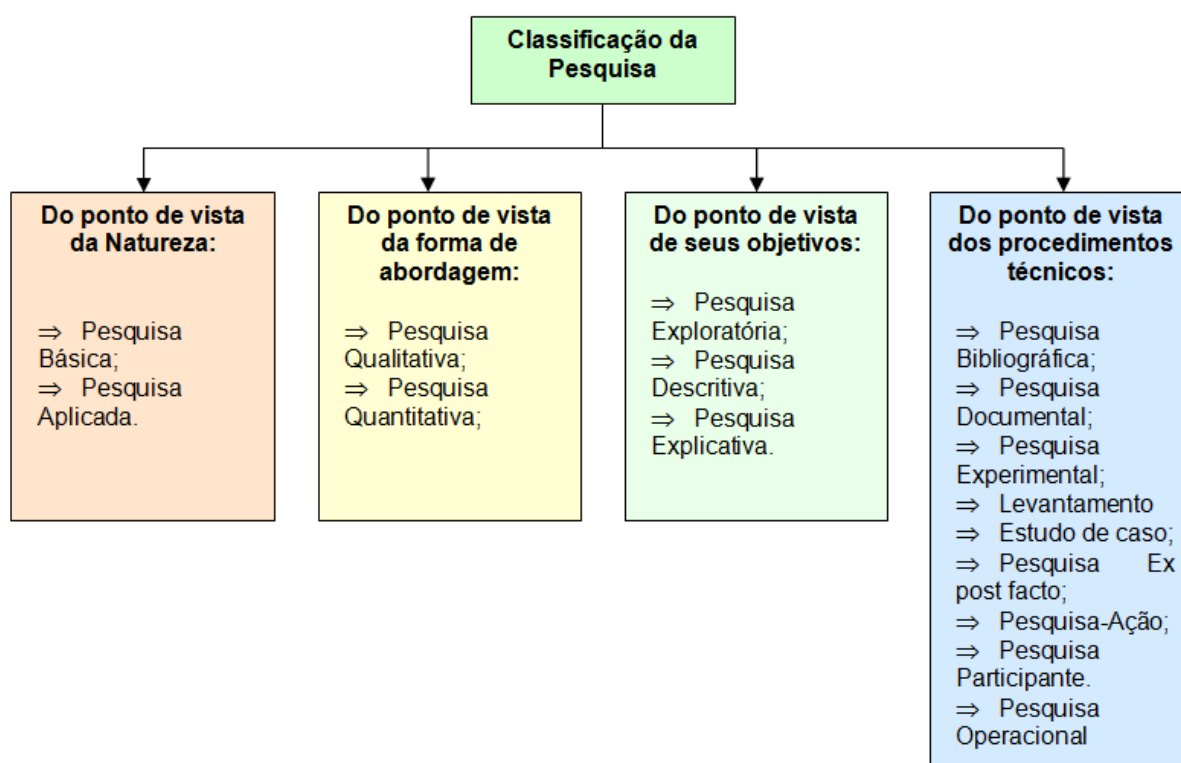 Classificação da
Pesquisa
Do ponto de vista
da Natureza:
⇒ Pesquisa
Básica;
⇒ Pesquisa
Aplicada.
Do ponto de vista
da forma de
abordagem:
⇒ Pesquisa
Qualitativa;
⇒ Pesquisa
Quantitativa;
Do ponto de vista
de seus objetivos:
⇒ Pesquisa
Exploratória;
⇒ Pesquisa
Descritiva;
⇒ Pesquisa
Explicativa.
Do ponto de vista
dos procedimentos
técnicos:
⇒ Pesquisa
Bibliográfica;
⇒ Pesquisa
Documental;
⇒ Pesquisa
Experimental;
⇒ Levantamento
⇒ Estudo de caso;
⇒ Pesquisa Ex
post facto;
⇒ Pesquisa-Ação;
⇒ Pesquisa
Participante.
⇒ Pesquisa
Operacional